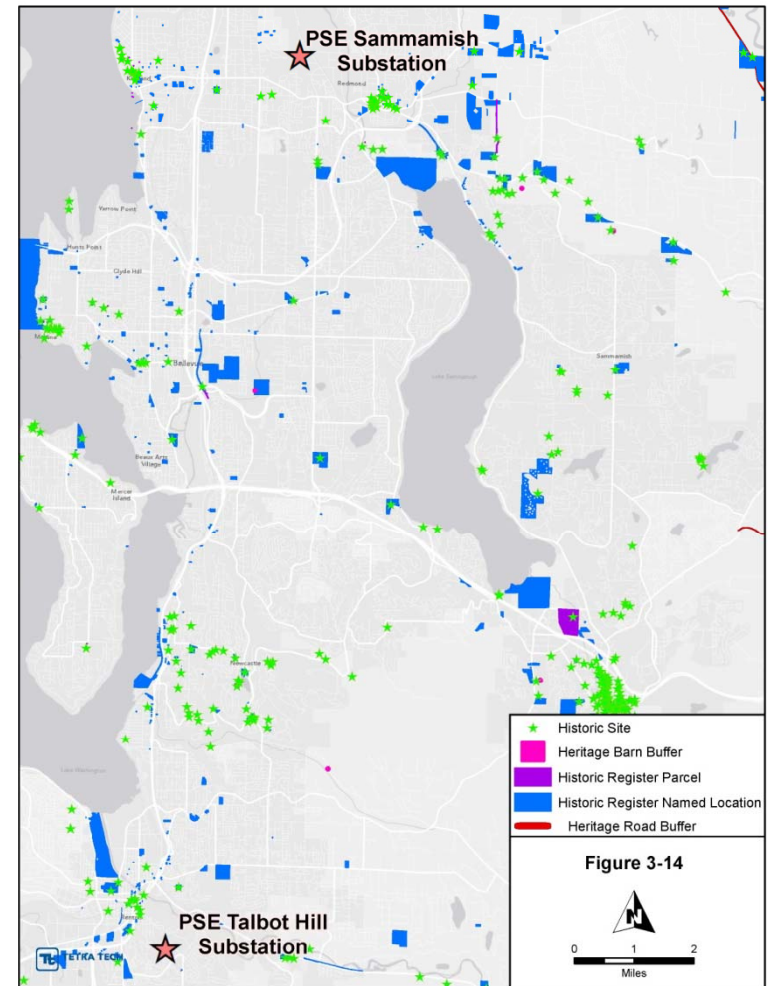 PSE Sammamish
Substation
Redmond
Yarrow Point
Hunts Point
Clyde Hill
Bellevue
Sammamish
Lake Sammamish
Beaux Arts
Village
Mercer
Island
Newcastle
Lake Washington
PSE Talbot Hill
Substation
TL TETRA TECH
Historic Site
Heritage Barn Buffer
Historic Register Parcel
Historic Register Named Location
Heritage Road Buffer
Figure 3-14
N
0 1 2
Miles